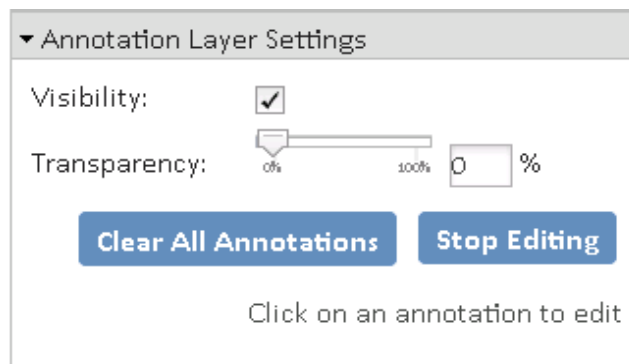 Annotation Layer Settings
Visibility:
Transparency: 0% 100% 0 %
Clear All Annotations Stop Editing
Click on an annotation to edit